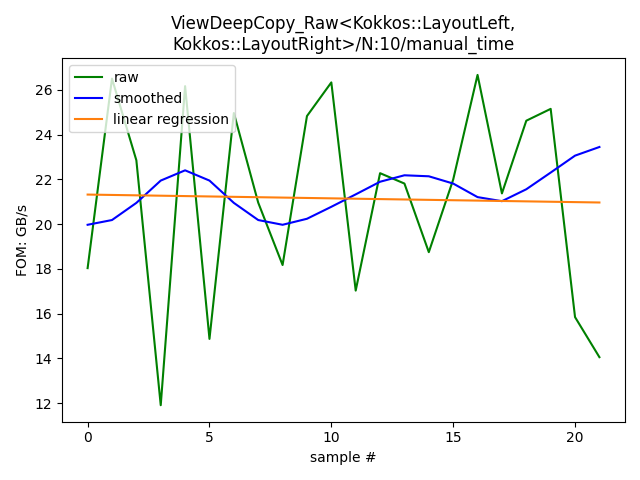 ViewDeepCopy_Raw<Kokkos::LayoutLeft,
Kokkos::LayoutRight>/N:10/manual_time
raw
smoothed
linear regression
FOM: GB/s
26
24
22
20
18
16
14
12
0
5
10
15
20
sample #